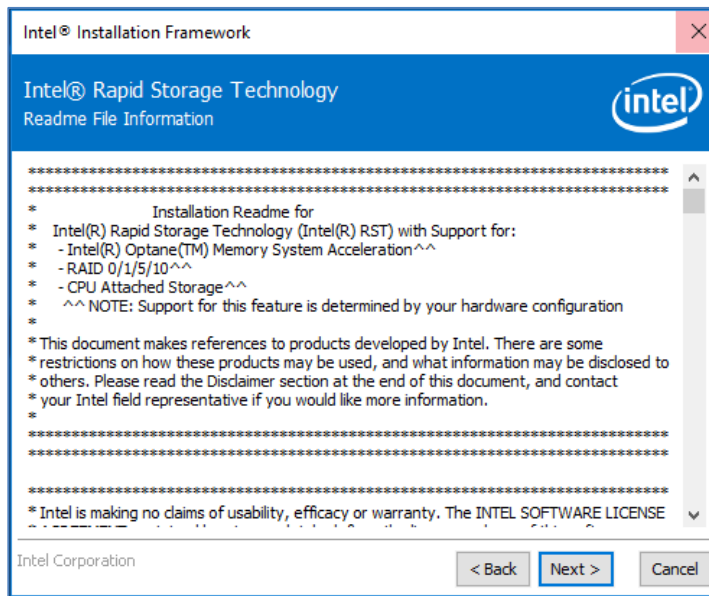 Intel® Installation Framework
Intel® Rapid Storage Technology
Readme File Information
intel
**************************************************************************
**************************************************************************
* Installation Readme for
* Intel(R) Rapid Storage Technology (Intel(R) RST) with Support for:
* - Intel(R) Optane(TM) Memory System Acceleration^^
* - RAID 0/1/5/10^^
* - CPU Attached Storage^^
* ^^ NOTE: Support for this feature is determined by your hardware configuration
*
* This document makes references to products developed by Intel. There are some
* restrictions on how these products may be used, and what information may be disclosed to
* others. Please read the Disclaimer section at the end of this document, and contact
* your Intel field representative if you would like more information.
*
**************************************************************************
**************************************************************************
**************************************************************************
* Intel is making no claims of usability, efficacy or warranty. The INTEL SOFTWARE LICENSE
Intel Corporation
< Back Next > Cancel